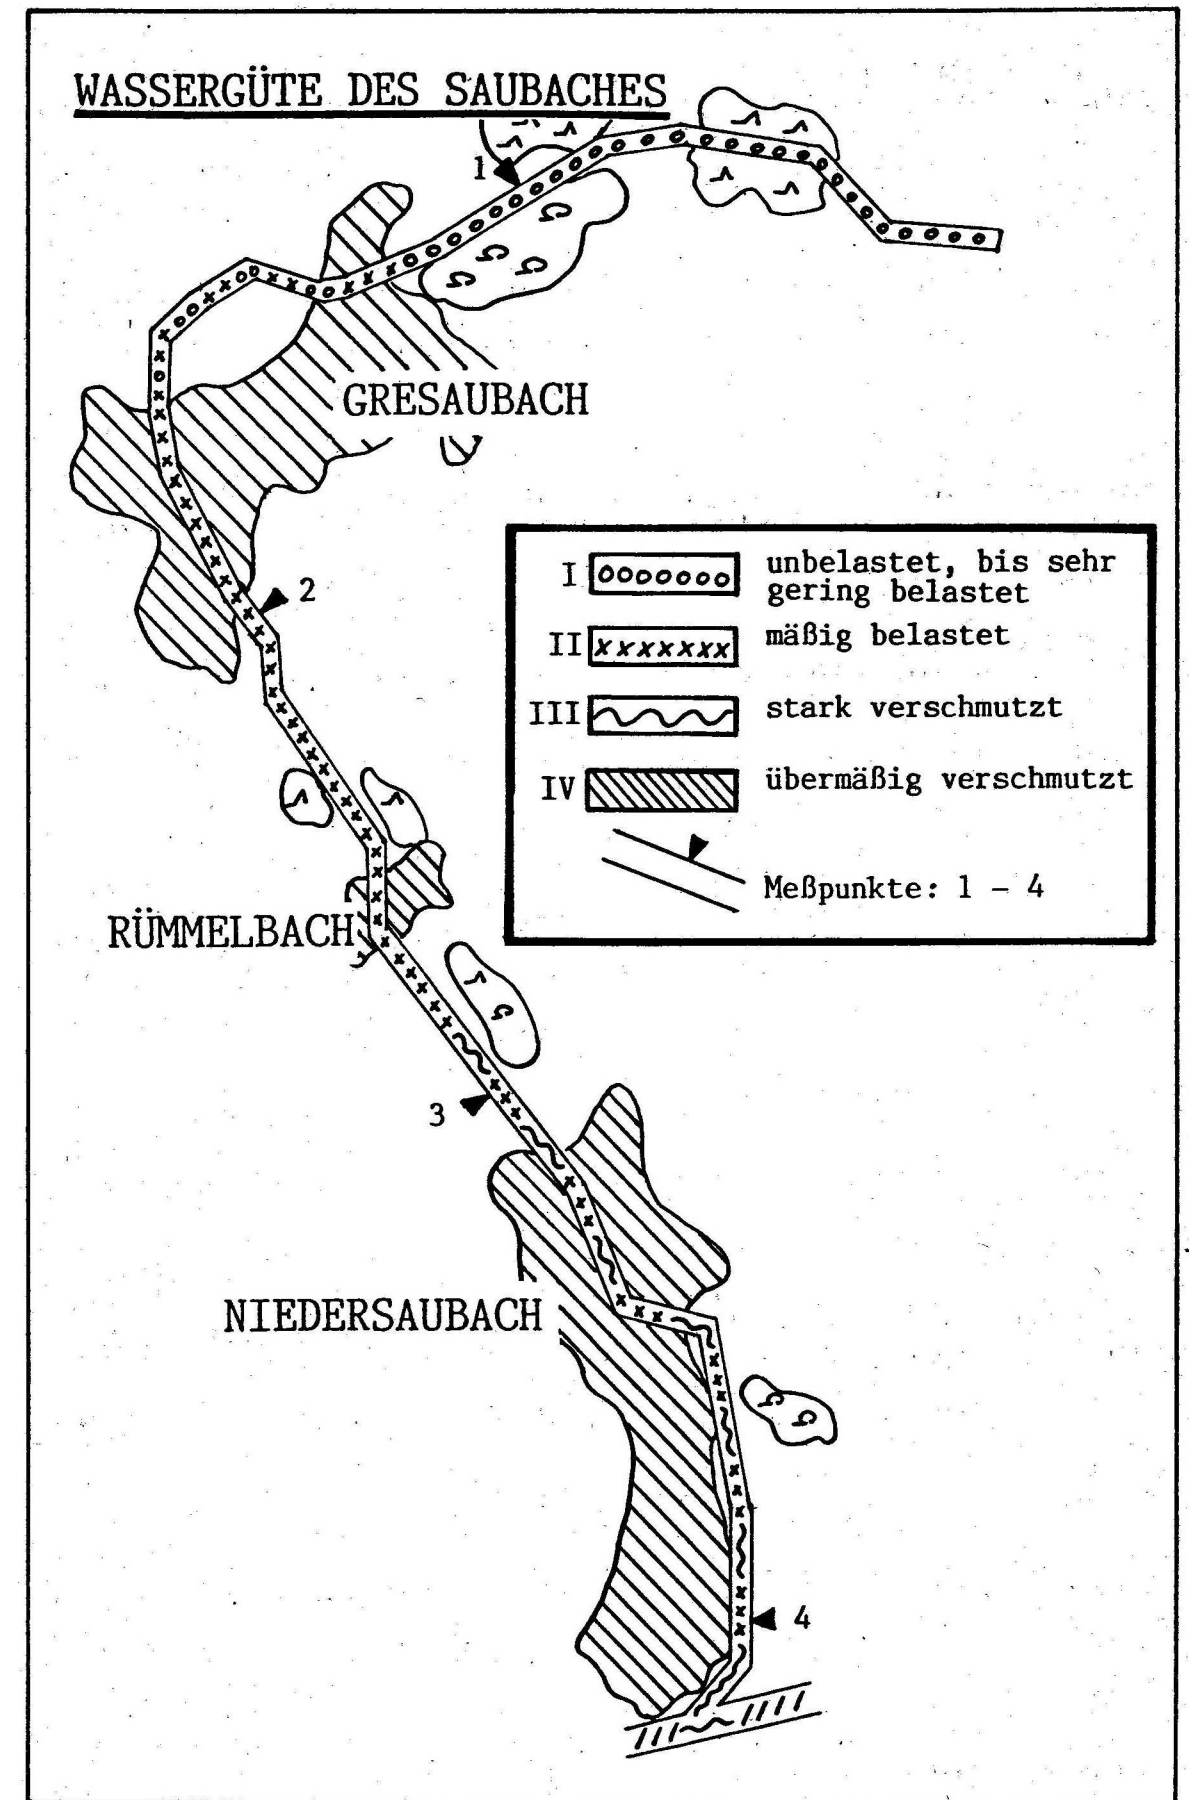 WASSERGÜTE DES SAUBACHES
1
GRESAUBACH
2
I unbelastet, bis sehr
gering belastet
II mäßig belastet
III stark verschmutzt
IV übermäßig verschmutzt
Meßpunkte: 1 - 4
RÜMMELBACH
3
NIEDERSAUBACH
4